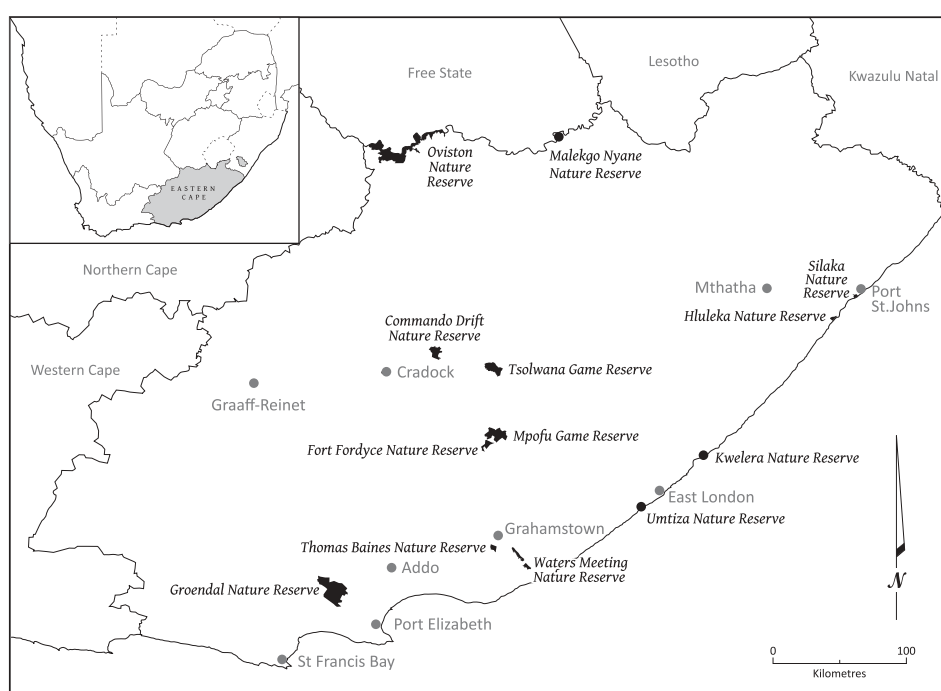 Free State
Lesotho
Kwazulu Natal
EASTERN
CAPE
Oviston
Nature
Reserve
Malekgo Nyane
Nature Reserve
Northern Cape
Silaka
Nature
Reserve
Mthatha
Port
St.Johns
Hluleka Nature Reserve
Commando Drift
Nature Reserve
Western Cape
Cradock
Tsolwana Game Reserve
Graaff-Reinet
Mpofu Game Reserve
Fort Fordyce Nature Reserve
Kwelera Nature Reserve
East London
Umtiza Nature Reserve
Grahamstown
Thomas Baines Nature Reserve
Waters Meeting
Nature Reserve
Addo
Groendal Nature Reserve
N
Port Elizabeth
St Francis Bay
0 100
Kilometres